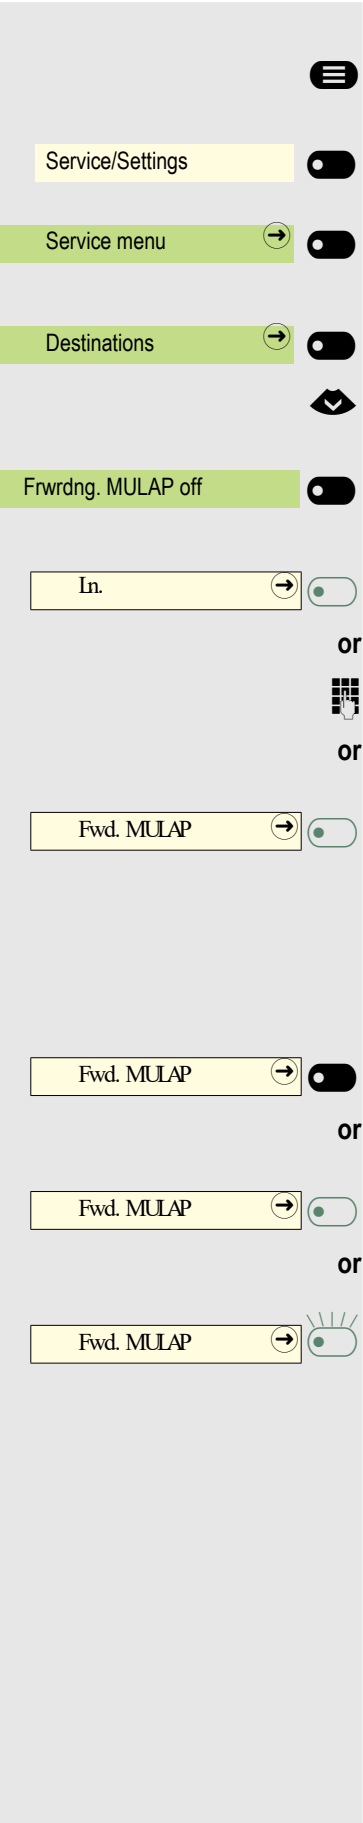 Service/Settings
Service menu
Destinations
Frwrdng. MULAP off
Ln.
or
or
Fwd. MULAP
Fwd. MULAP
or
Fwd. MULAP
or
Fwd. MULAP